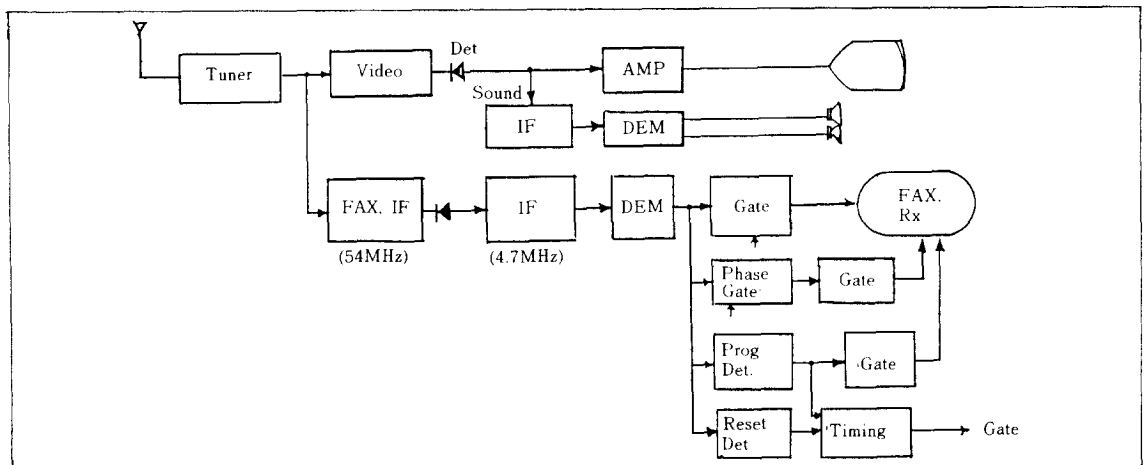 Det
Tuner
Video
AMP
Sound
IF
DEM
FAX. IF
IF
DEM
Gate
FAX.
Rx
(54MHz)
(4.7MHz)
Phase
Gate
Gate
Prog
Det.
Gate
Reset
Det
Timing
Gate